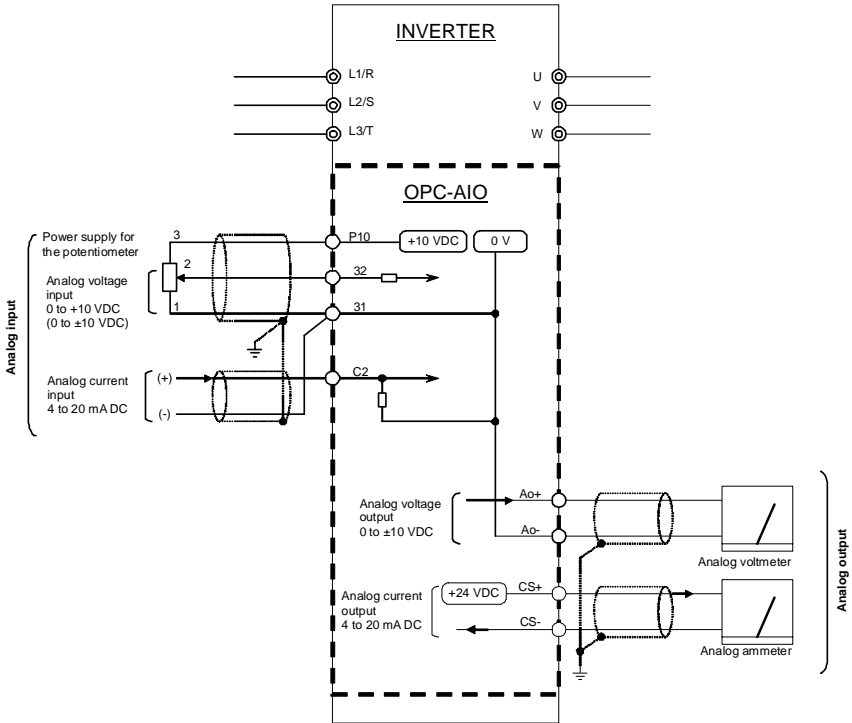 INVERTER
L1/R
U
L2/S
V
L3/T
W
OPC-AIO
Analog input
Power supply for
the potentiometer
3
P10
+10 VDC
0 V
Analog voltage
input
0 to +10 VDC
(0 to ±10 VDC)
2
32
1
31
Analog current
input
4 to 20 mA DC
(+)
C2
(-)
Analog voltage
output
0 to ±10 VDC
Ao+
Ao-
Analog voltmeter
Analog current
output
4 to 20 mA DC
+24 VDC
CS+
CS-
Analog ammeter
Analog output